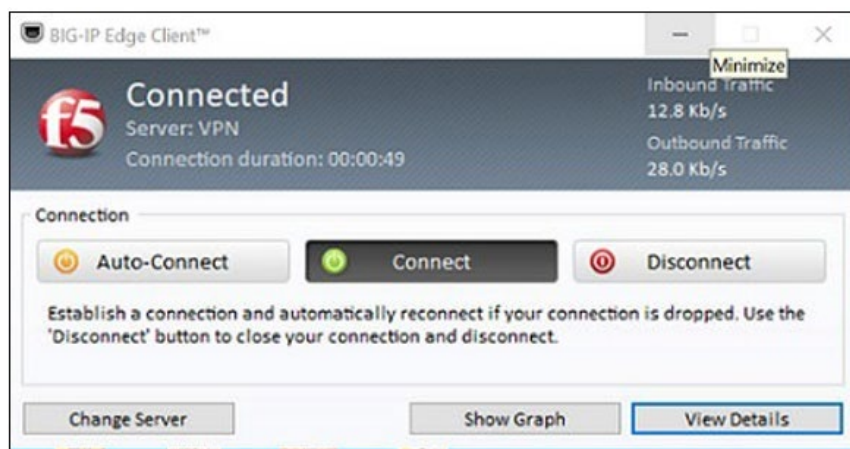 BIG-IP Edge Client™
Minimize
f5
Connected
Server: VPN
Connection duration: 00:00:49
Inbound Traffic
12.8 Kb/s
Outbound Traffic
28.0 Kb/s
Connection
Auto-Connect
Connect
Disconnect
Establish a connection and automatically reconnect if your connection is dropped. Use the
'Disconnect' button to close your connection and disconnect.
Change Server
Show Graph
View Details